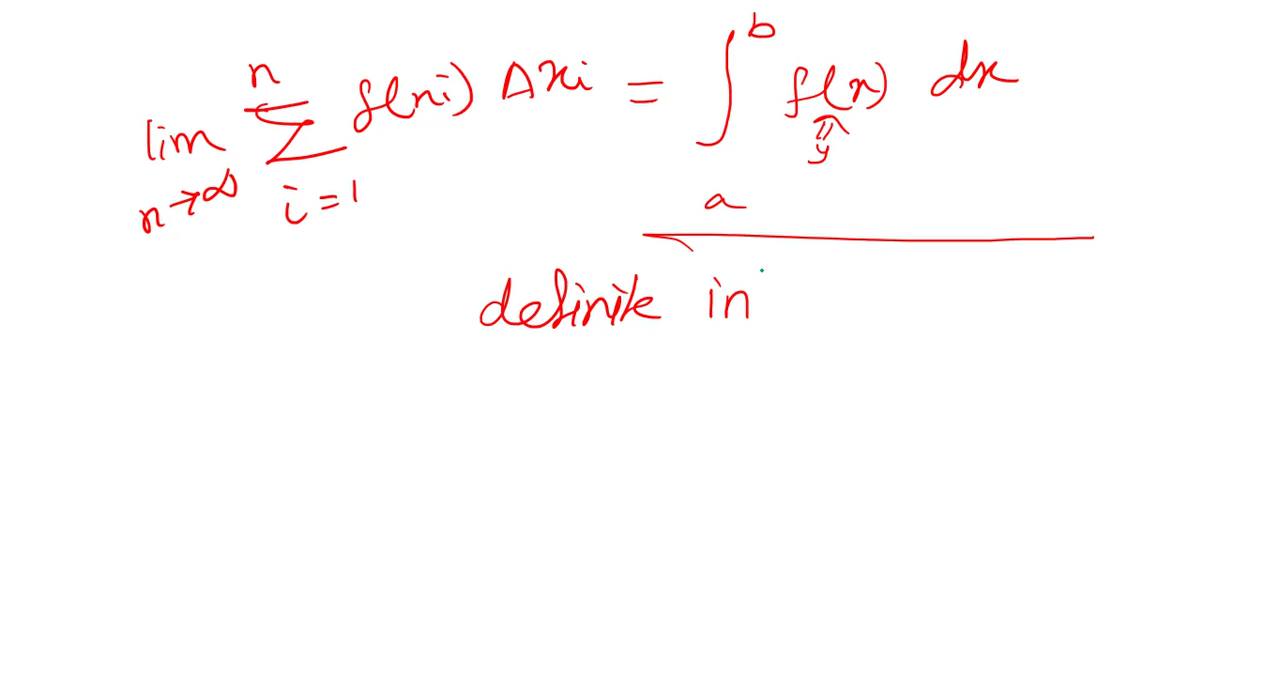 lim n→∞ n ∑ i=1 f(xi) Δxi = ∫ a b f(x) dx
y
definite in